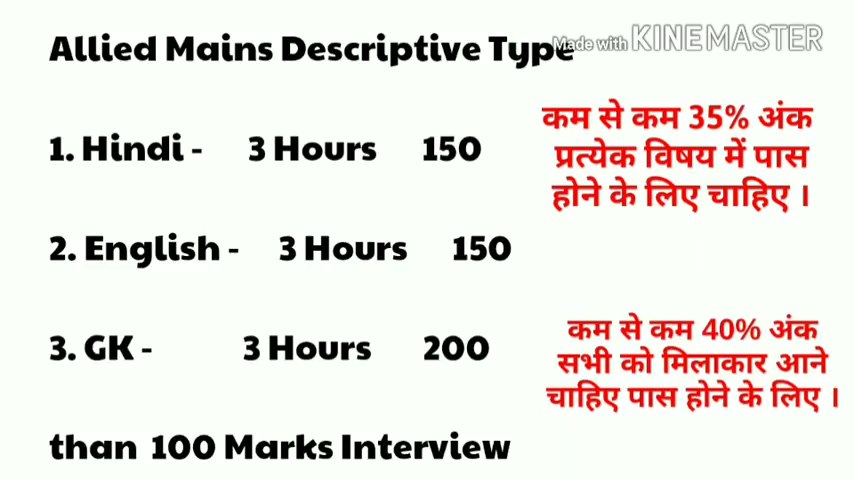 Allied Mains Descriptive Type
Made with KINEMASTER
1. Hindi - 3 Hours 150
कम से कम 35% अंक
प्रत्येक विषय में पास
होने के लिए चाहिए ।
2. English - 3 Hours 150
3. GK - 3 Hours 200
कम से कम 40% अंक
सभी को मिलाकार आने
चाहिए पास होने के लिए ।
than 100 Marks Interview